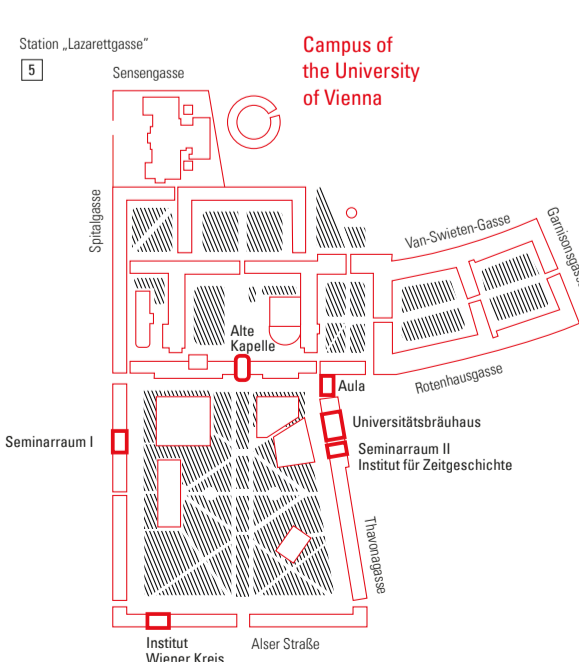 Station „Lazarettgasse”
5
Campus of
the University
of Vienna
Sensengasse
Spitalgasse
Van-Swieten-Gasse
Garnisonsgasse
Alte
Kapelle
Aula
Rotenhausgasse
Universitätsbräuhaus
Seminarraum I
Seminarraum II
Institut für Zeitgeschichte
Thavonagasse
Institut
Wiener Kreis
Alser Straße